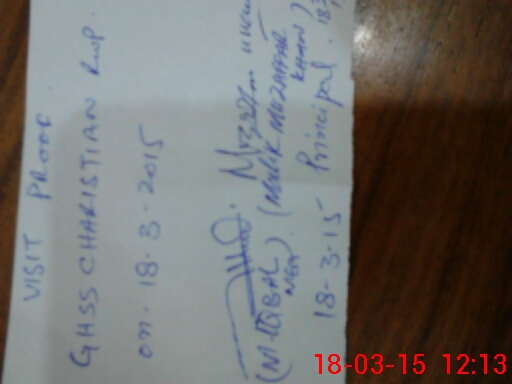 VISIT PROOF.
GHSS CHARISTIAN RWP.
on. 18.3.2015
(M-IQBAL)
MEA
(Malik MUZAFFAR
KHAN)
18-3-15 Principal.
18-03-15 12:13